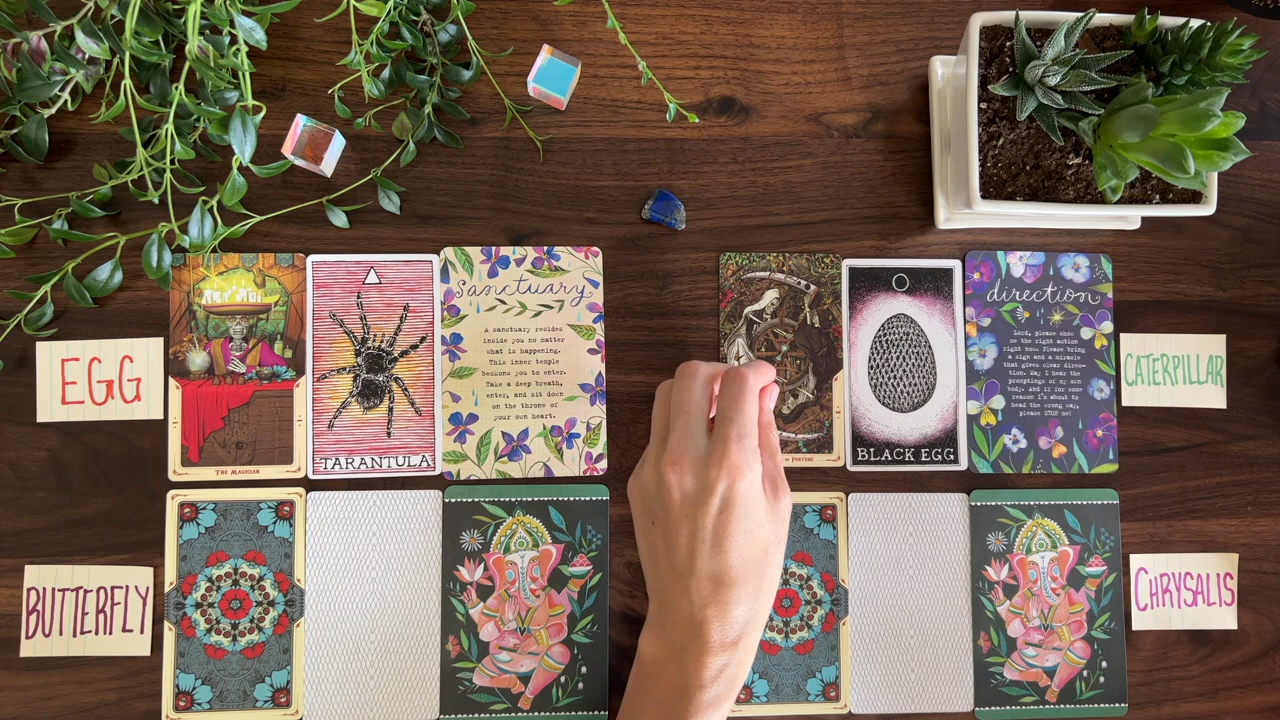 EGG
THE MAGICIAN
TARANTULA
sanctuary
A sanctuary resides
inside you no matter
what is happening.
This inner temple
beckons you to enter.
Take a deep breath,
enter, and sit down
on the throne of
your own heart.
OF FORTUNE
BLACK EGG
direction
Lord, please show
me the right action
right now. Please bring
a sign and a miracle
that gives clear direc-
tion. May I hear the
promptings of my own
body. And if for some
reason I'm about to
head the wrong way,
please STOP me!
CATERPILLAR
BUTTERFLY
CHRYSALIS